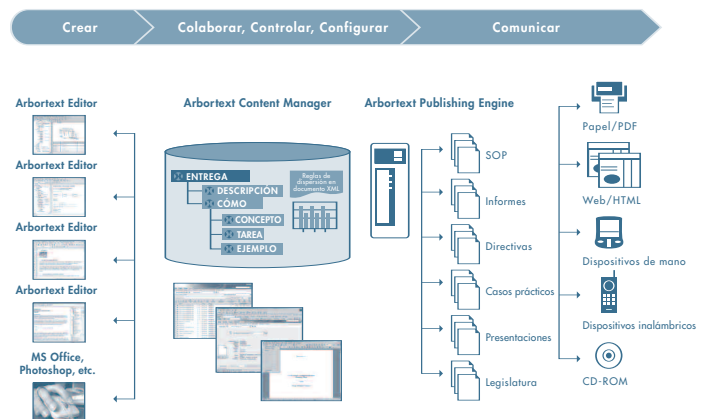 Crear
Colaborar, Controlar, Configurar
Comunicar
Arbortext Editor
Arbortext Editor
Arbortext Editor
Arbortext Editor
MS Office,
Photoshop, etc.
Arbortext Content Manager
ENTREGA
DESCRIPCIÓN
CÓMO
CONCEPTO
TAREA
EJEMPLO
Reglas de
dispersión en
documento XML
Arbortext Publishing Engine
SOP
Informes
Directivas
Casos prácticos
Presentaciones
Legislatura
Papel/PDF
Web/HTML
Dispositivos de mano
Dispositivos inalámbricos
CD-ROM